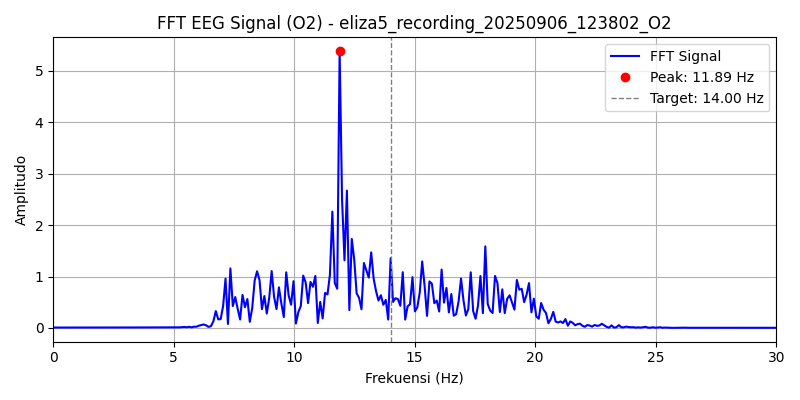 FFT EEG Signal (O2) - eliza5_recording_20250906_123802_O2
FFT Signal
Peak: 11.89 Hz
Target: 14.00 Hz
Amplitudo
5
4
3
2
1
0
0 5 10 15 20 25 30
Frekuensi (Hz)